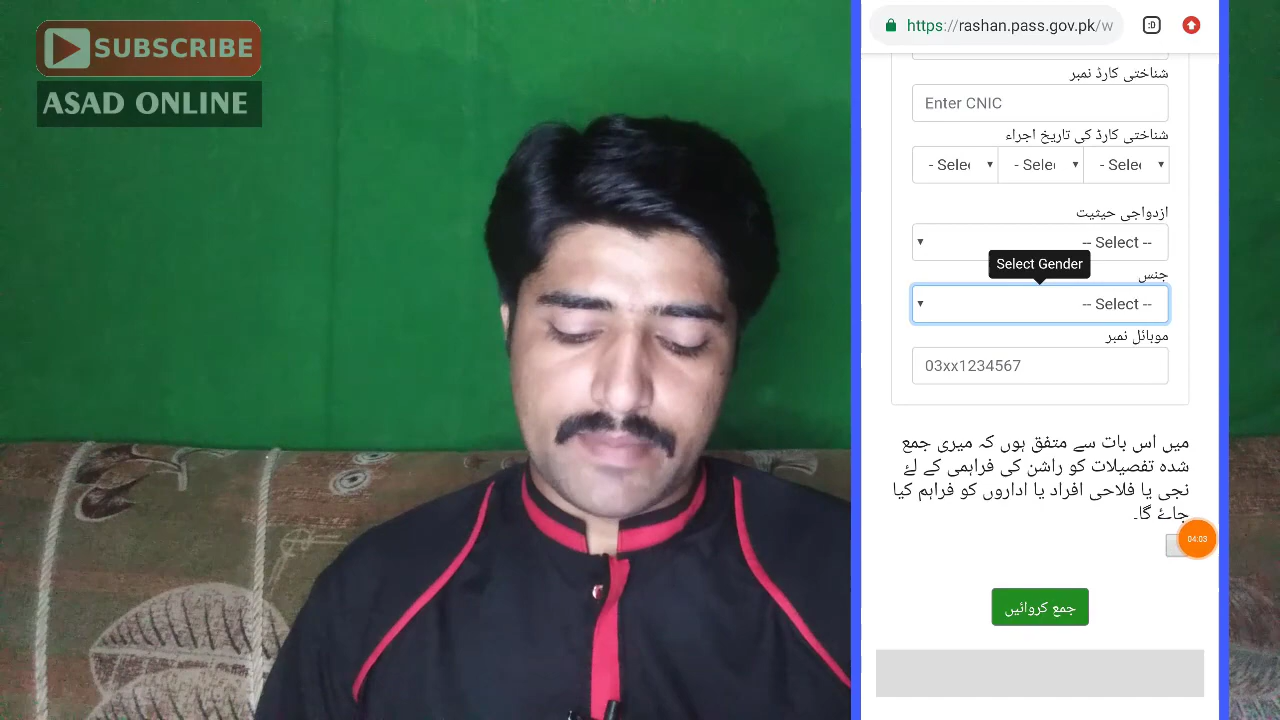 SUBSCRIBE
ASAD ONLINE
https://rashan.pass.gov.pk/w
:D
شناختی کارڈ نمبر
Enter CNIC
شناختی کارڈ کی تاریخ اجراء
- Selec
- Selec
- Selec
ازدواجی حیثیت
-- Select --
Select Gender
جنس
-- Select --
موبائل نمبر
03xx1234567
میں اس بات سے متفق ہوں کہ میری جمع
شدہ تفصیلات کو راشن کی فراہمی کے لۓ
نجی یا فلاحی افراد یا اداروں کو فراہم کیا
جاۓ گا۔
04:03
جمع کروائیں